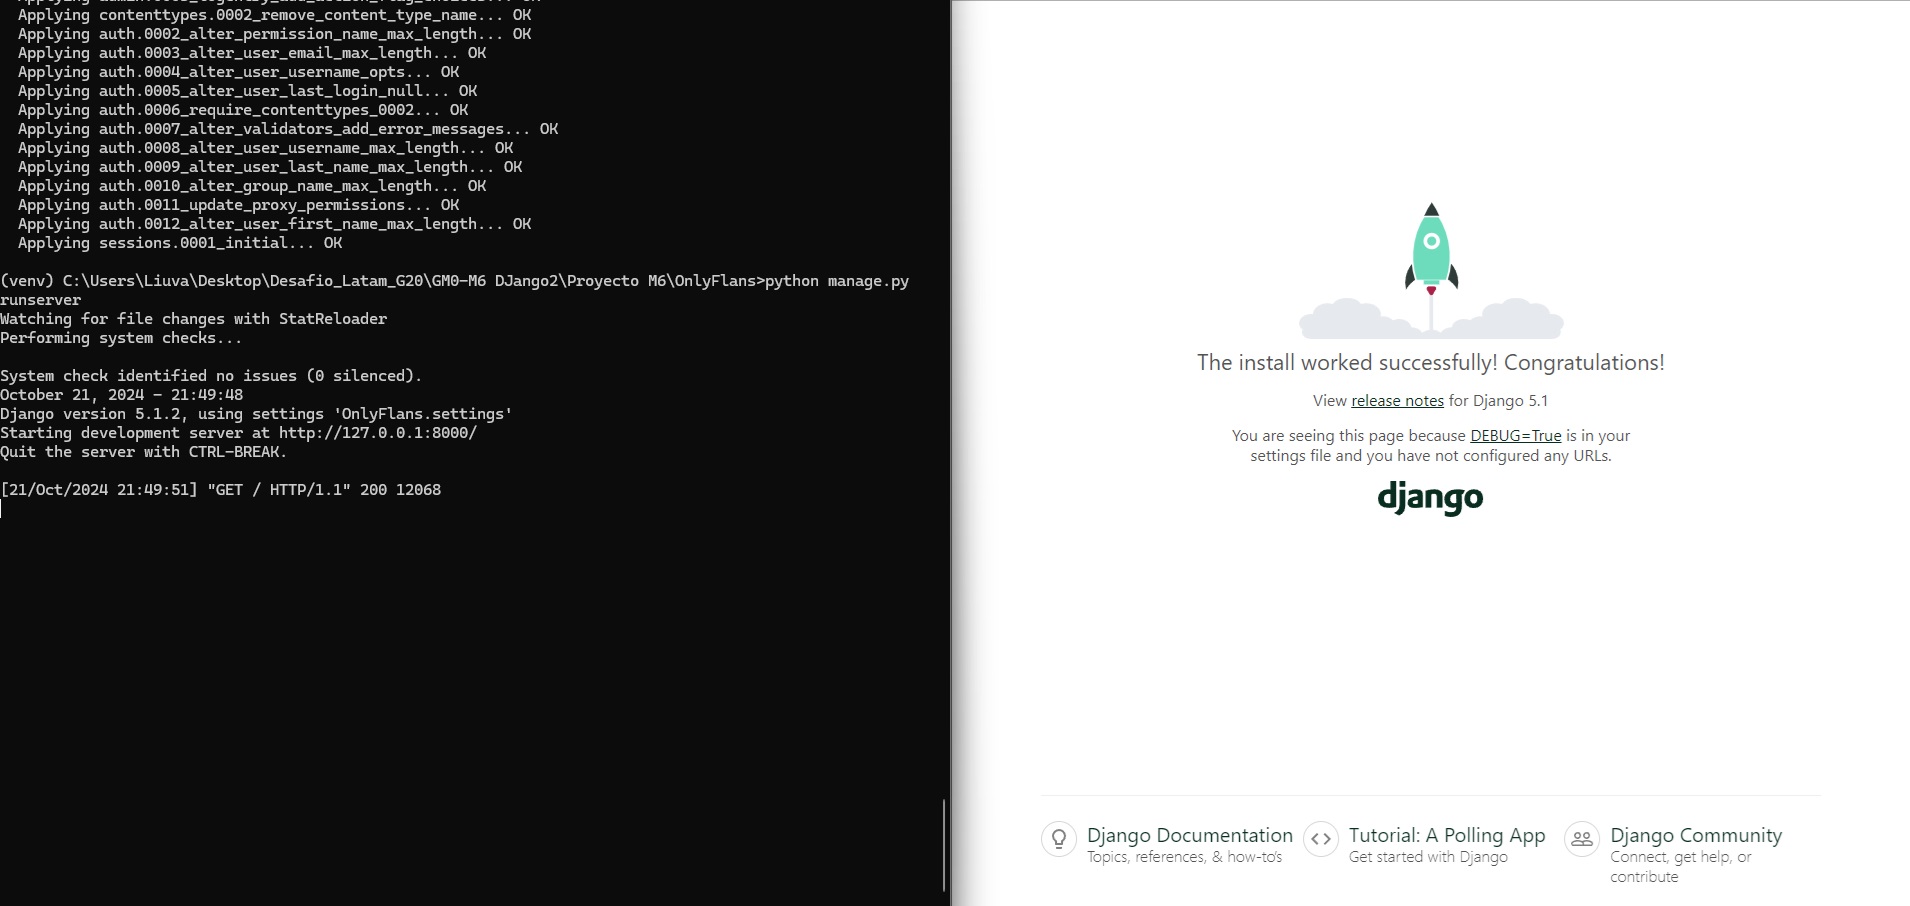 Applying contenttypes.0002_remove_content_type_name... OK
Applying auth.0002_alter_permission_name_max_length... OK
Applying auth.0003_alter_user_email_max_length... OK
Applying auth.0004_alter_user_username_opts... OK
Applying auth.0005_alter_user_last_login_null... OK
Applying auth.0006_require_contenttypes_0002... OK
Applying auth.0007_alter_validators_add_error_messages... OK
Applying auth.0008_alter_user_username_max_length... OK
Applying auth.0009_alter_user_last_name_max_length... OK
Applying auth.0010_alter_group_name_max_length... OK
Applying auth.0011_update_proxy_permissions... OK
Applying auth.0012_alter_user_first_name_max_length... OK
Applying sessions.0001_initial... OK
(venv) C:\Users\Liuva\Desktop\Desafio_Latam_G20\GM0-M6 DJango2\Proyecto M6\OnlyFlans>python manage.py
runserver
Watching for file changes with StatReloader
Performing system checks...
System check identified no issues (0 silenced).
October 21, 2024 - 21:49:48
Django version 5.1.2, using settings 'OnlyFlans.settings'
Starting development server at http://127.0.0.1:8000/
Quit the server with CTRL-BREAK.
[21/Oct/2024 21:49:51] "GET / HTTP/1.1" 200 12068
The install worked successfully! Congratulations!
View release notes for Django 5.1
You are seeing this page because DEBUG=True is in your
settings file and you have not configured any URLs.
django
Django Documentation
Topics, references, & how-to's
Tutorial: A Polling App
Get started with Django
Django Community
Connect, get help, or
contribute